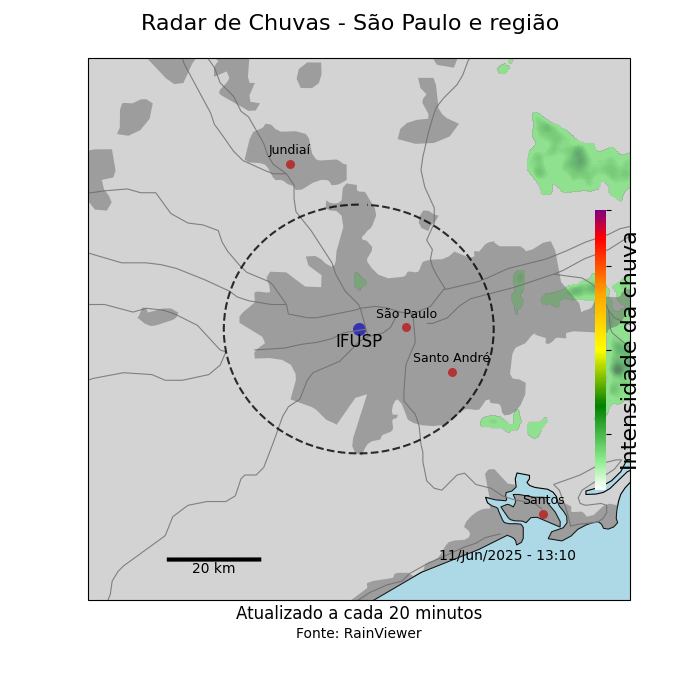 Radar de Chuvas - São Paulo e região
Jundiaí
São Paulo
IFUSP
Santo André
Intensidade da chuva
Santos
11/Jun/2025 - 13:10
20 km
Atualizado a cada 20 minutos
Fonte: RainViewer